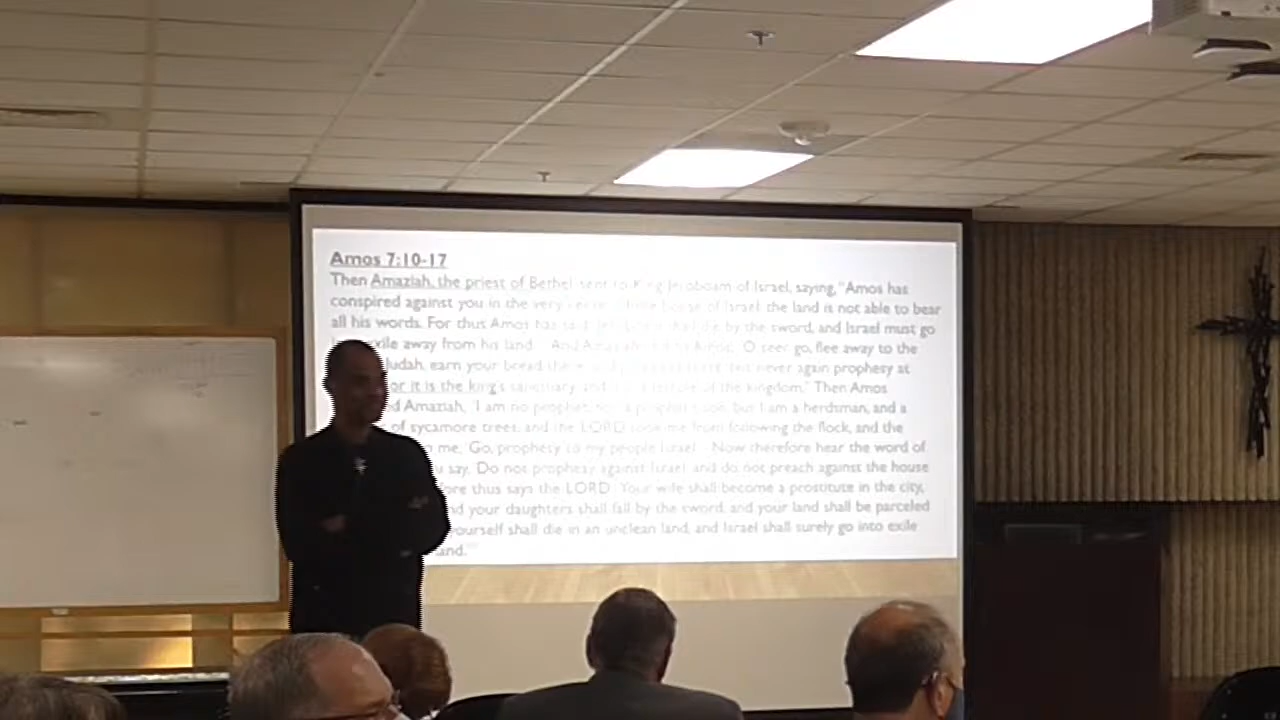 Amos 7:10-17
Then Amaziah, the priest of Bethel sent to King Jeroboam of Israel, saying, "Amos has
conspired against you in the very of the house of Israel; the land is not able to bear
all his words. For thus Amos has said, shall die by the sword, and Israel must go
exile away from his land. And Amaziah said to Amos, O seer, go, flee away to the
Judah, earn your bread there, and but never again prophesy at
or it is the king's sanctuary, and of the kingdom." Then Amos
ed Amaziah, "I am no prophet, nor a prophet's son; but I am a herdsman, and a
of sycamore trees, and the LORD took me from following the flock, and the
me, 'Go, prophesy to my people Israel. Now therefore hear the word of
u say, Do not prophesy against Israel, and do not preach against the house
ore thus says the LORD: Your wife shall become a prostitute in the city,
nd your daughters shall fall by the sword, and your land shall be parceled
yourself shall die in an unclean land, and Israel shall surely go into exile
and."